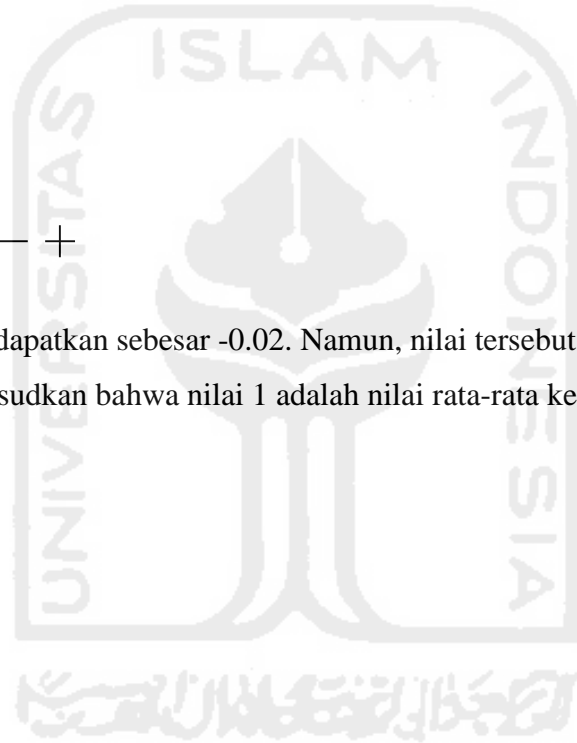 ISLAM
UNIVERSITAS
INDONESIA
— +
dapatkan sebesar -0.02. Namun, nilai tersebut
sudkan bahwa nilai 1 adalah nilai rata-rata ke